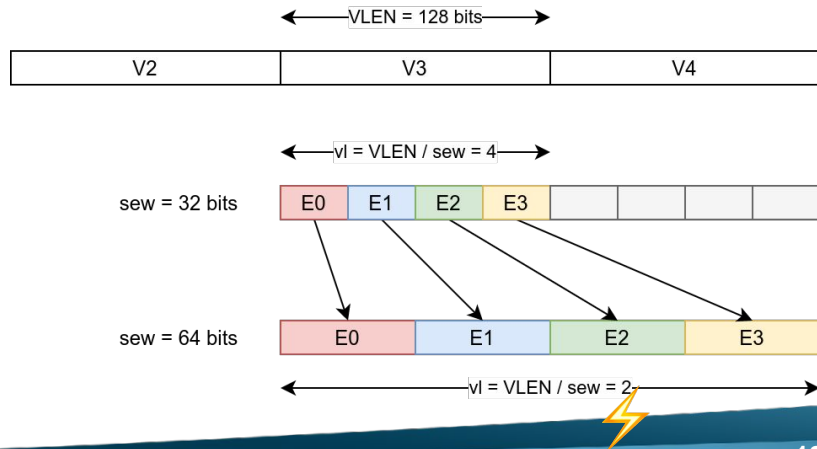 VLEN = 128 bits
V2 V3 V4
vl = VLEN / sew = 4
sew = 32 bits E0 E1 E2 E3
sew = 64 bits E0 E1 E2 E3
vl = VLEN / sew = 2